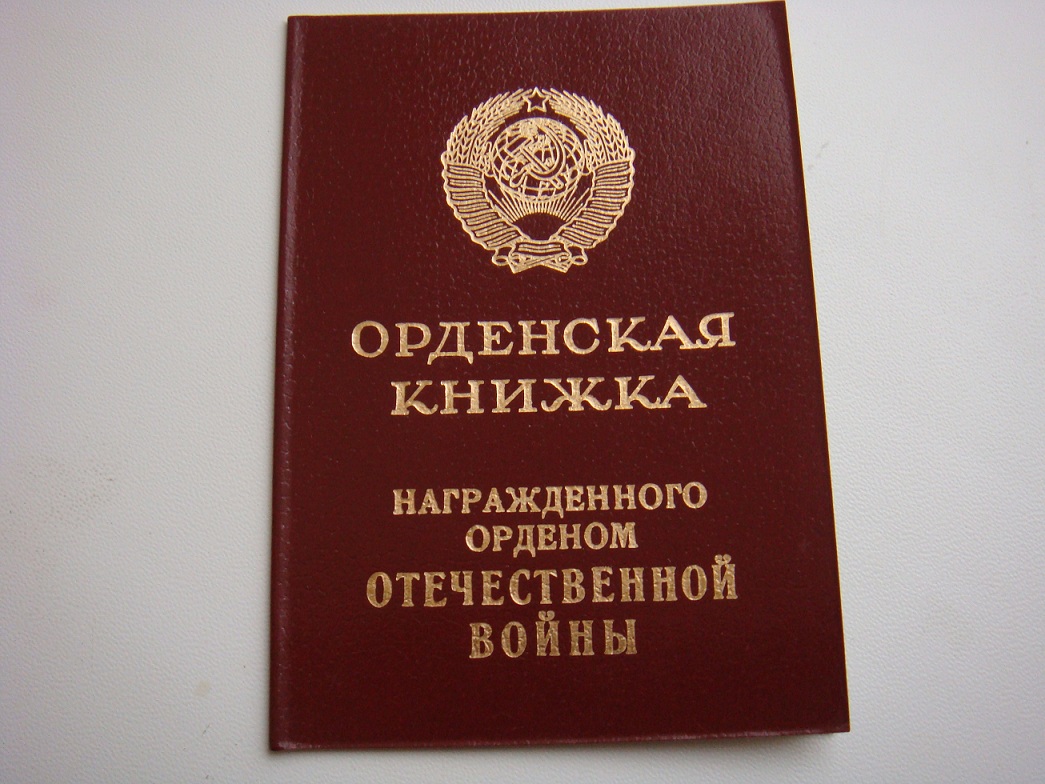 ОРДЕНСКАЯ
КНИЖКА
НАГРАЖДЕННОГО
ОРДЕНОМ
ОТЕЧЕСТВЕННОЙ
ВОЙНЫ